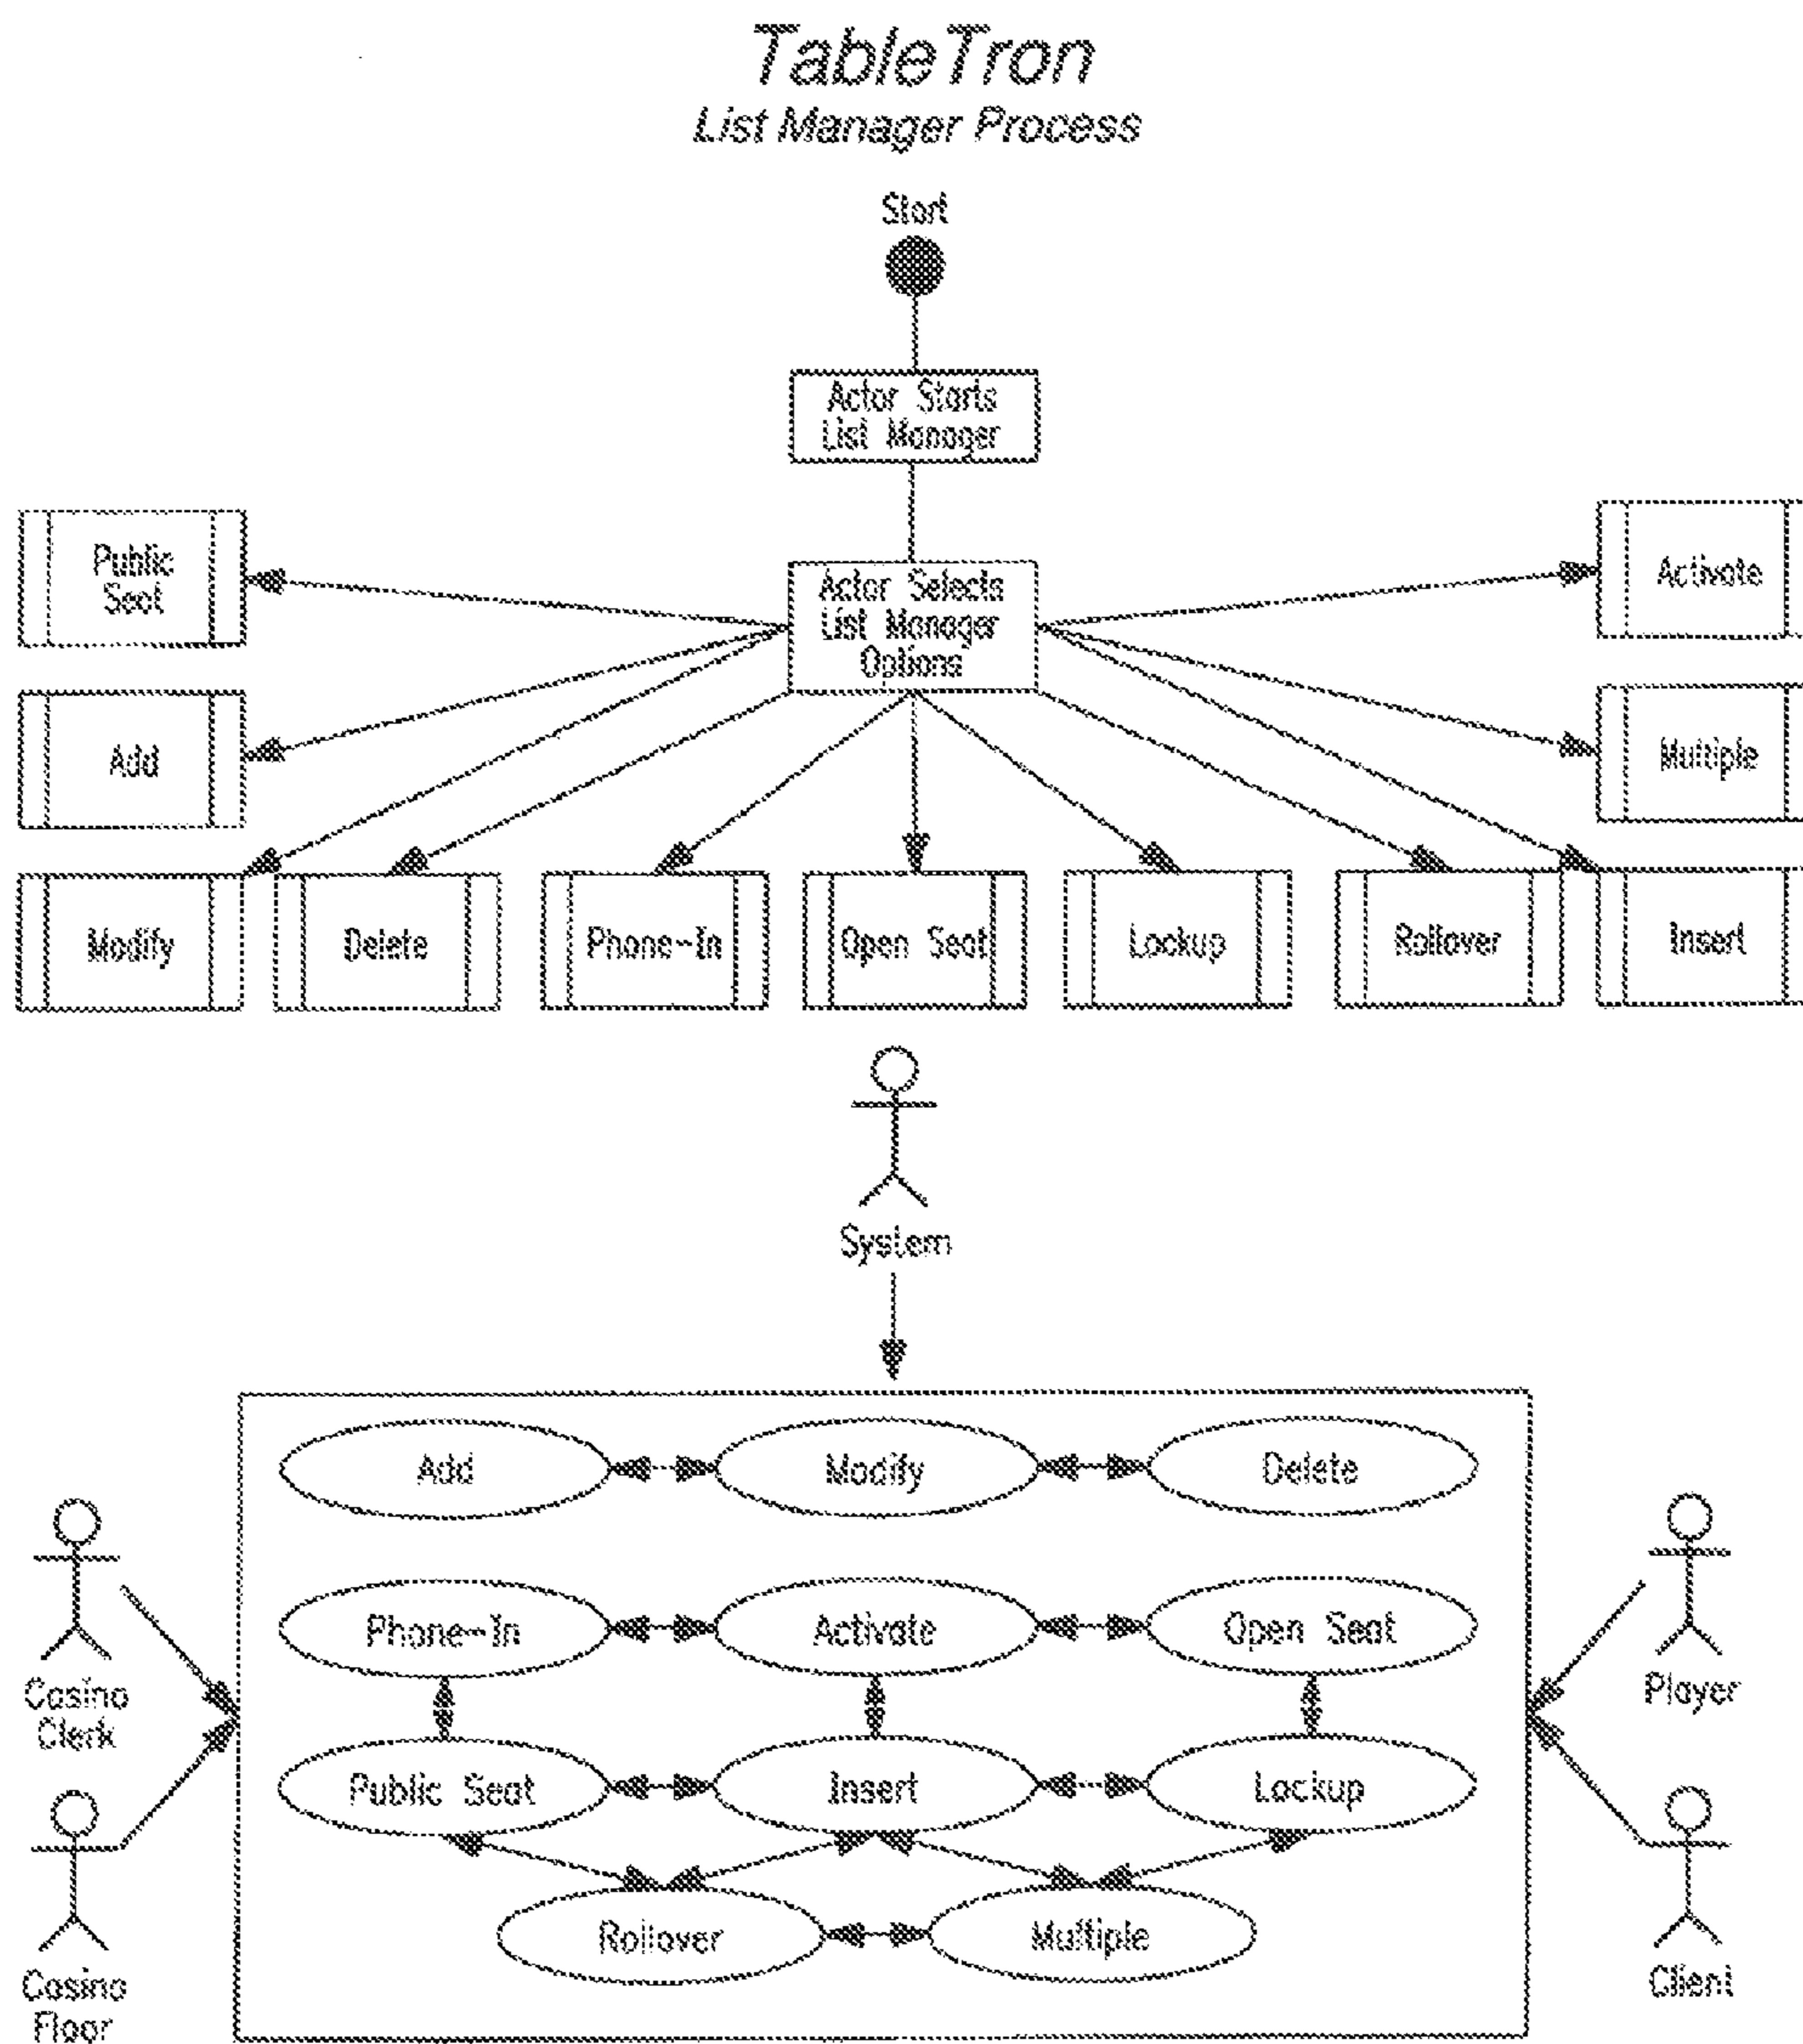 TableTron
List Manager Process
Start
Actor Starts
List Manager
Public
Seat
Actor Selects
List Manager
Options
Activate
Add
Multiple
Modify
Delete
Phone-In
Open Seat
Lockup
Rollover
Insert
System
Add
Modify
Delete
Phone-In
Activate
Open Seat
Casino
Clerk
Player
Public Seat
Insert
Lockup
Rollover
Multiple
Casino
Floor
Client